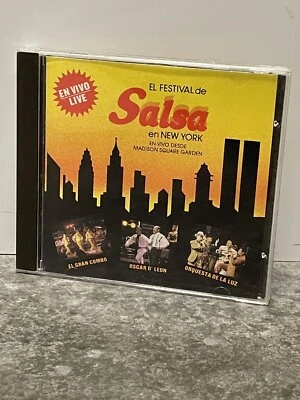 EN VIVO
LIVE
EL FESTIVAL de
Salsa
en NEW YORK
EN VIVO DESDE
MADISON SQUARE GARDEN
EL GRAN COMBO
OSCAR D' LEON
ORQUESTA DE LA LUZ